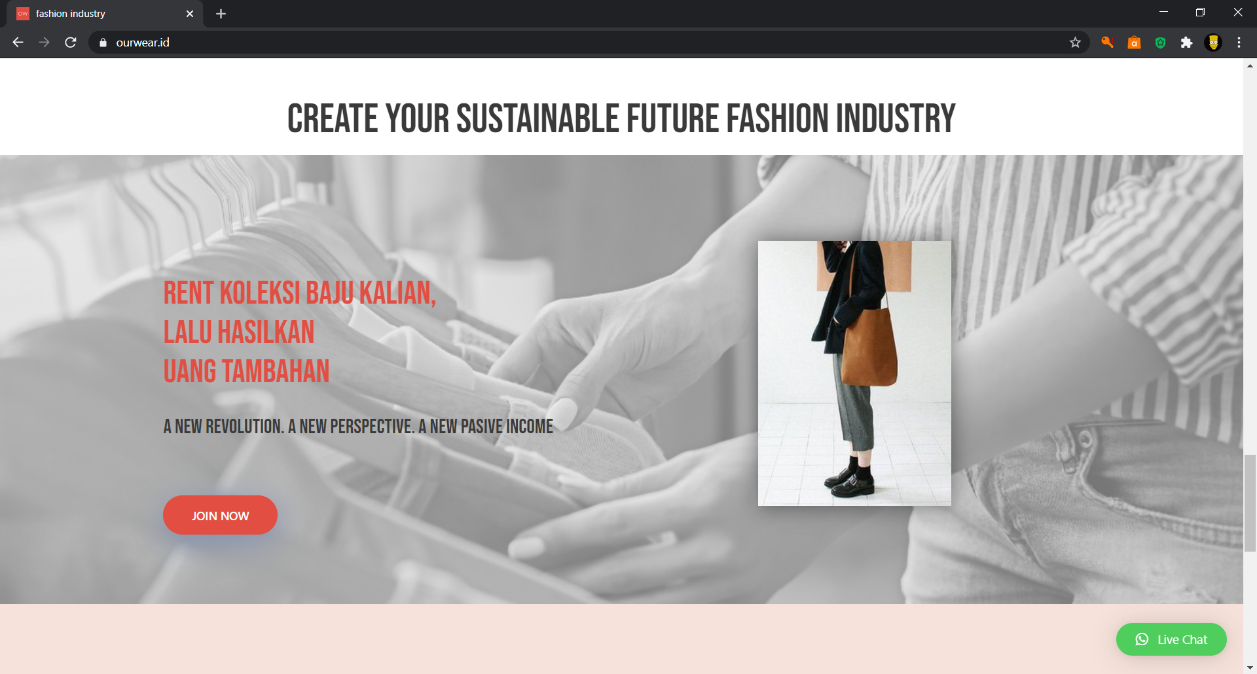 fashion industry
ourwear.id
CREATE YOUR SUSTAINABLE FUTURE FASHION INDUSTRY
RENT KOLEKSI BAJU KALIAN,
LALU HASILKAN
UANG TAMBAHAN
A NEW REVOLUTION. A NEW PERSPECTIVE. A NEW PASIVE INCOME
JOIN NOW
Live Chat